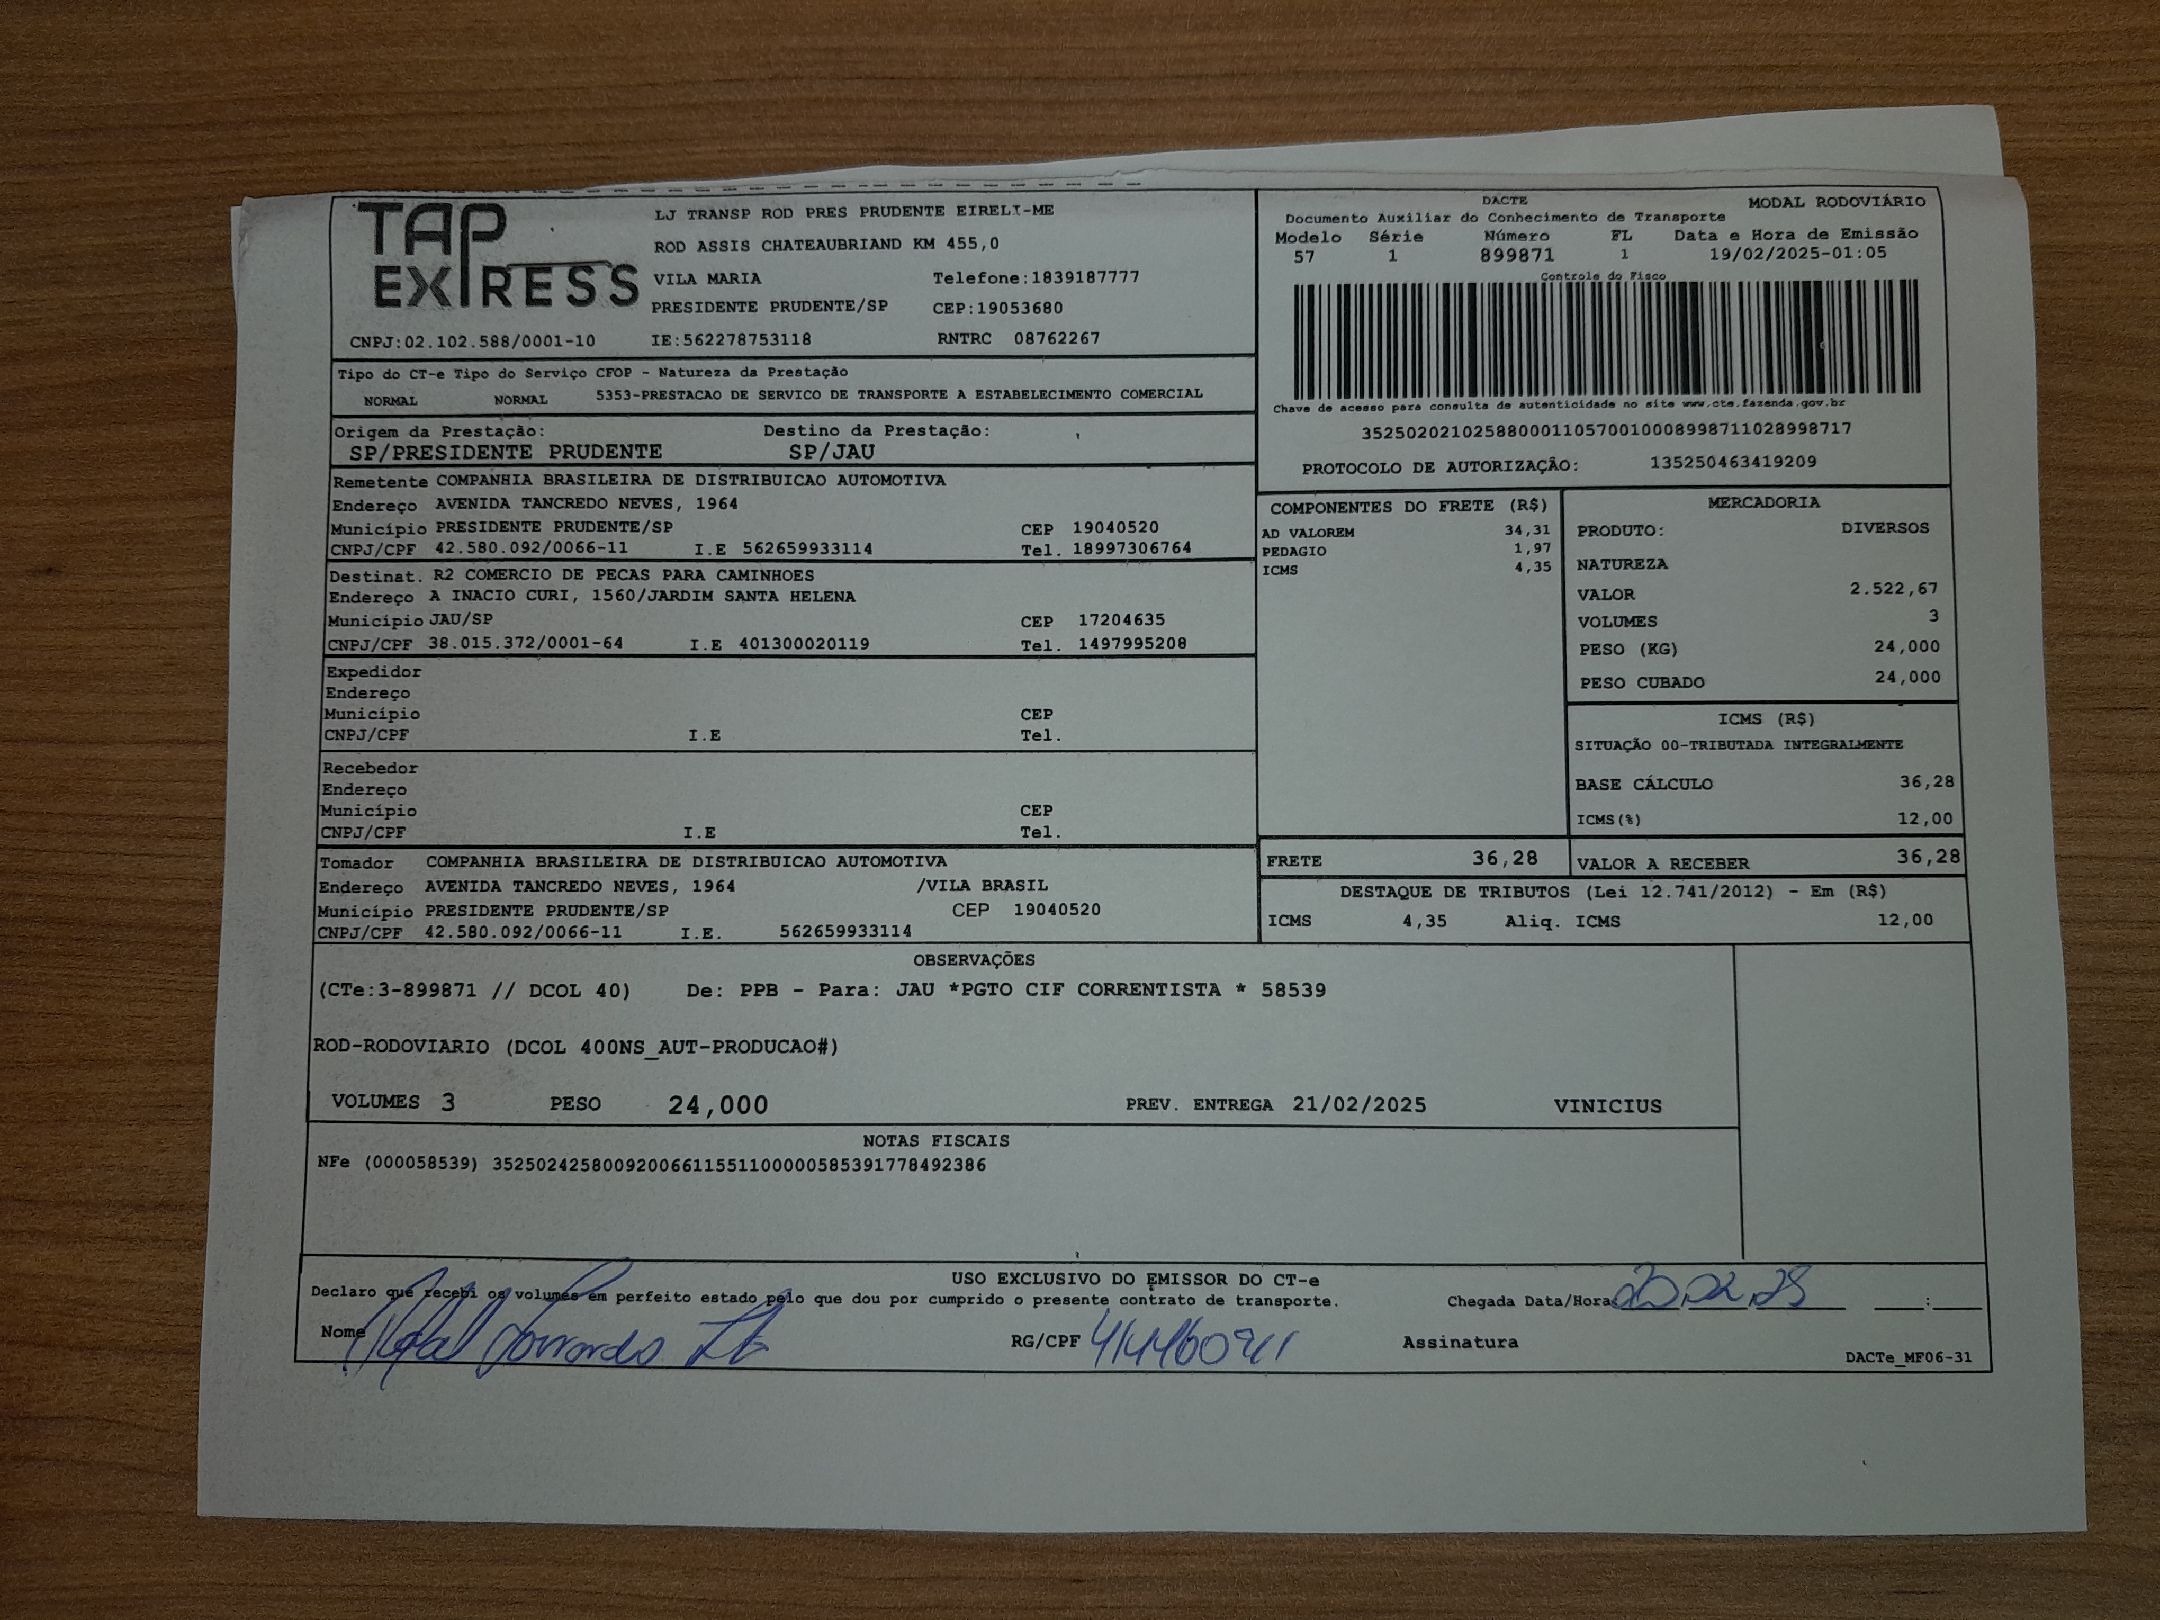 TAP
EXPRESS
LJ TRANSP ROD PRES PRUDENTE EIRELI-ME
ROD ASSIS CHATEAUBRIAND KM 455,0
VILA MARIA Telefone:1839187777
PRESIDENTE PRUDENTE/SP CEP:19053680
CNPJ:02.102.588/0001-10 IE:562278753118 RNTRC 08762267
DACTE MODAL RODOVIÁRIO
Documento Auxiliar do Conhecimento de Transporte
Modelo Série Número FL Data e Hora de Emissão
57 1 899871 1 19/02/2025-01:05
Controle do Fisco
Chave de acesso para consulta de autenticidade no site www.cte.fazenda.gov.br
35250202102588000110570010008998711028998717
PROTOCOLO DE AUTORIZAÇÃO: 135250463419209
Tipo do CT-e Tipo do Serviço CFOP - Natureza da Prestação
NORMAL NORMAL 5353-PRESTACAO DE SERVICO DE TRANSPORTE A ESTABELECIMENTO COMERCIAL
Origem da Prestação: Destino da Prestação:
SP/PRESIDENTE PRUDENTE SP/JAU
Remetente COMPANHIA BRASILEIRA DE DISTRIBUICAO AUTOMOTIVA
Endereço AVENIDA TANCREDO NEVES, 1964
Município PRESIDENTE PRUDENTE/SP CEP 19040520
CNPJ/CPF 42.580.092/0066-11 I.E 562659933114 Tel. 18997306764
Destinat. R2 COMERCIO DE PECAS PARA CAMINHOES
Endereço A INACIO CURI, 1560/JARDIM SANTA HELENA
Município JAU/SP CEP 17204635
CNPJ/CPF 38.015.372/0001-64 I.E 401300020119 Tel. 1497995208
Expedidor
Endereço
Município CEP
CNPJ/CPF I.E Tel.
Recebedor
Endereço
Município CEP
CNPJ/CPF I.E Tel.
Tomador COMPANHIA BRASILEIRA DE DISTRIBUICAO AUTOMOTIVA
Endereço AVENIDA TANCREDO NEVES, 1964 /VILA BRASIL
Município PRESIDENTE PRUDENTE/SP CEP 19040520
CNPJ/CPF 42.580.092/0066-11 I.E. 562659933114
COMPONENTES DO FRETE (R$)
AD VALOREM 34,31
PEDAGIO 1,97
ICMS 4,35
MERCADORIA
PRODUTO: DIVERSOS
NATUREZA
VALOR 2.522,67
VOLUMES 3
PESO (KG) 24,000
PESO CUBADO 24,000
ICMS (R$)
SITUAÇÃO 00-TRIBUTADA INTEGRALMENTE
BASE CÁLCULO 36,28
ICMS(%) 12,00
FRETE 36,28 VALOR A RECEBER 36,28
DESTAQUE DE TRIBUTOS (Lei 12.741/2012) - Em (R$)
ICMS 4,35 Aliq. ICMS 12,00
OBSERVAÇÕES
(CTe:3-899871 // DCOL 40) De: PPB - Para: JAU *PGTO CIF CORRENTISTA * 58539
ROD-RODOVIARIO (DCOL 400NS_AUT-PRODUCAO#)
VOLUMES 3 PESO 24,000 PREV. ENTREGA 21/02/2025 VINICIUS
NOTAS FISCAIS
NFe (000058539) 35250242580092006611551100000585391778492386
USO EXCLUSIVO DO EMISSOR DO CT-e
Declaro que recebi os volumes em perfeito estado pelo que dou por cumprido o presente contrato de transporte. Chegada Data/Hora 20.02.25 :
Nome RG/CPF Assinatura
DACTe_MF06-31